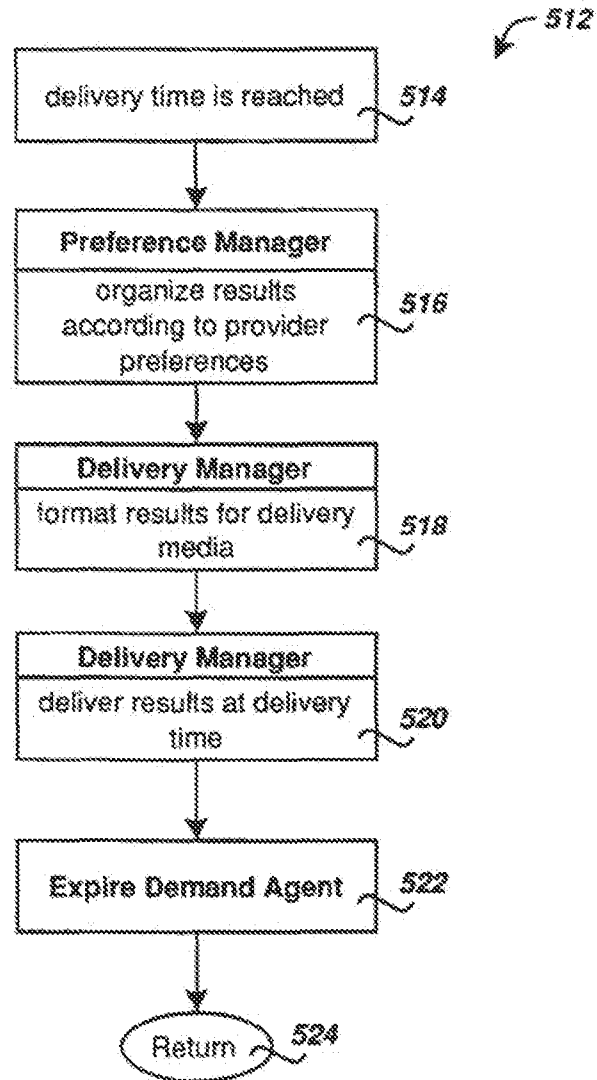 512
delivery time is reached
514
Preference Manager
organize results
according to provider
preferences
516
Delivery Manager
format results for delivery
media
518
Delivery Manager
deliver results at delivery
time
520
Expire Demand Agent
522
Return
524